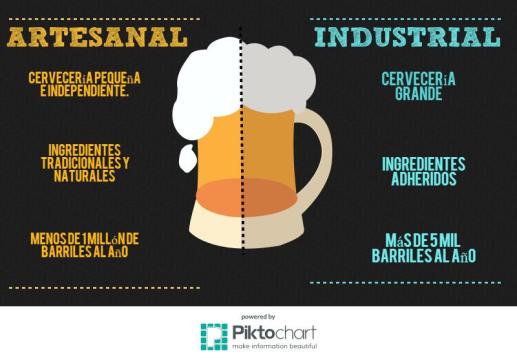 ARTESANAL
CERVECERíA PEQUEñA
E INDEPENDIENTE.
INGREDIENTES
TRADICIONALES Y
NATURALES
MENOS DE 1 MILLóN DE
BARRILES AL AñO
INDUSTRIAL
CERVECERíA
GRANDE
INGREDIENTES
ADHERIDOS
MáS DE 5 MIL
BARRILES AL AñO
powered by
Piktochart
make information beautiful